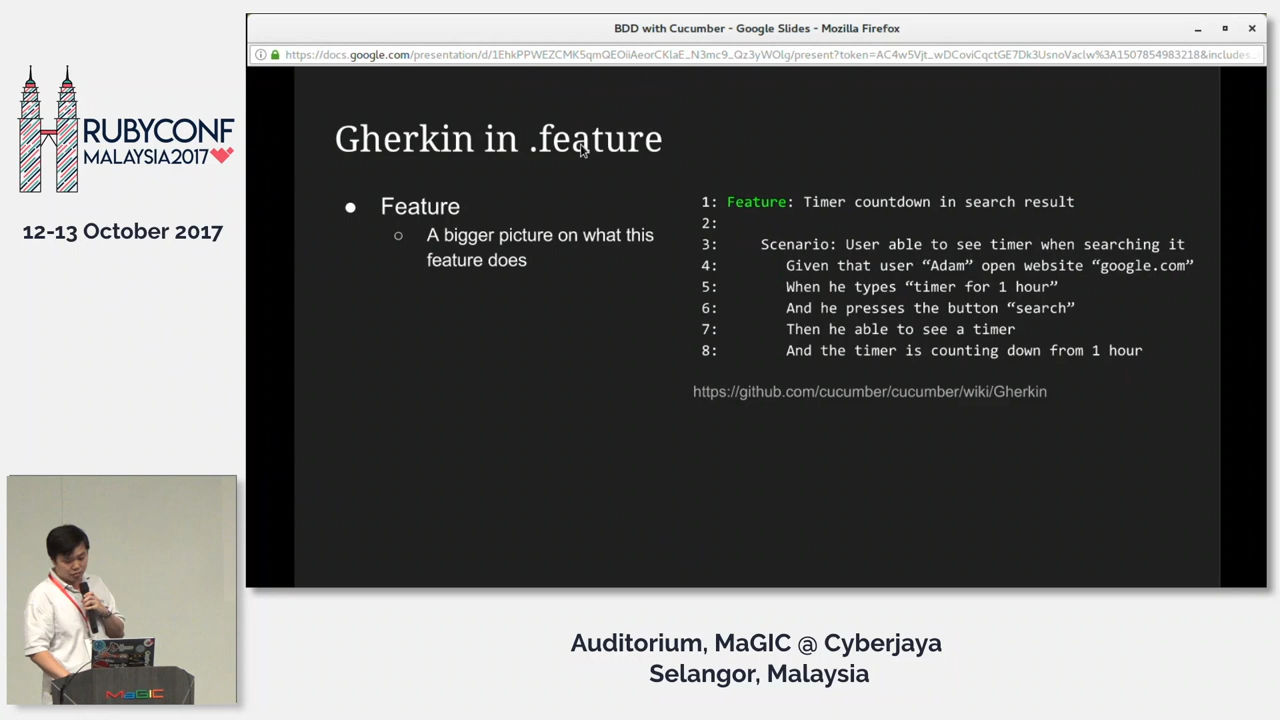 BDD with Cucumber - Google Slides - Mozilla Firefox
https://docs.google.com/presentation/d/1EhkPPWEZCMK5qmQEOiiAeorCKlaE_N3mc9_Qz3yWOlg/present?token=AC4w5Vjt_wDCoviCqctGE7Dk3UsnoVaclw%3A1507854983218&includes...
RUBYCONF
MALAYSIA2017
12-13 October 2017
Gherkin in .feature
Feature
A bigger picture on what this
feature does
1: Feature: Timer countdown in search result
2:
3: Scenario: User able to see timer when searching it
4: Given that user “Adam” open website “google.com”
5: When he types “timer for 1 hour”
6: And he presses the button “search”
7: Then he able to see a timer
8: And the timer is counting down from 1 hour
https://github.com/cucumber/cucumber/wiki/Gherkin
MaGIC
Auditorium, MaGIC @ Cyberjaya
Selangor, Malaysia